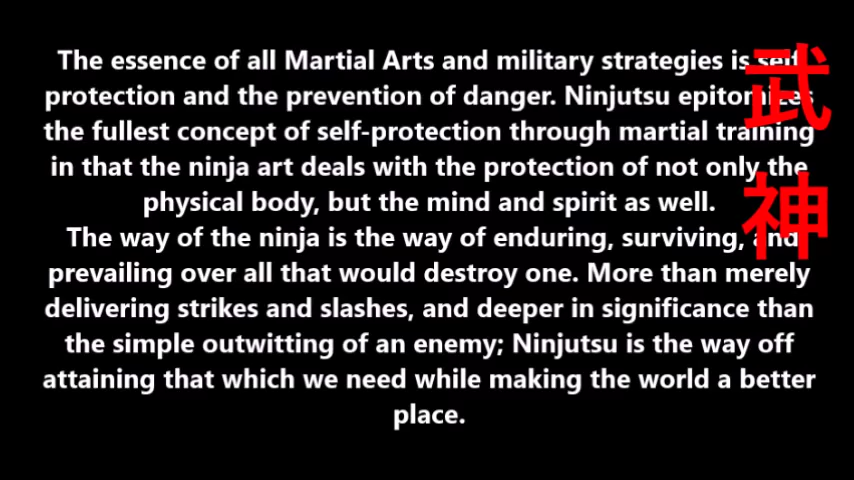 The essence of all Martial Arts and military strategies is self
protection and the prevention of danger. Ninjutsu epitomizes
the fullest concept of self-protection through martial training
in that the ninja art deals with the protection of not only the
physical body, but the mind and spirit as well.
The way of the ninja is the way of enduring, surviving, and
prevailing over all that would destroy one. More than merely
delivering strikes and slashes, and deeper in significance than
the simple outwitting of an enemy; Ninjutsu is the way off
attaining that which we need while making the world a better
place.
武
神